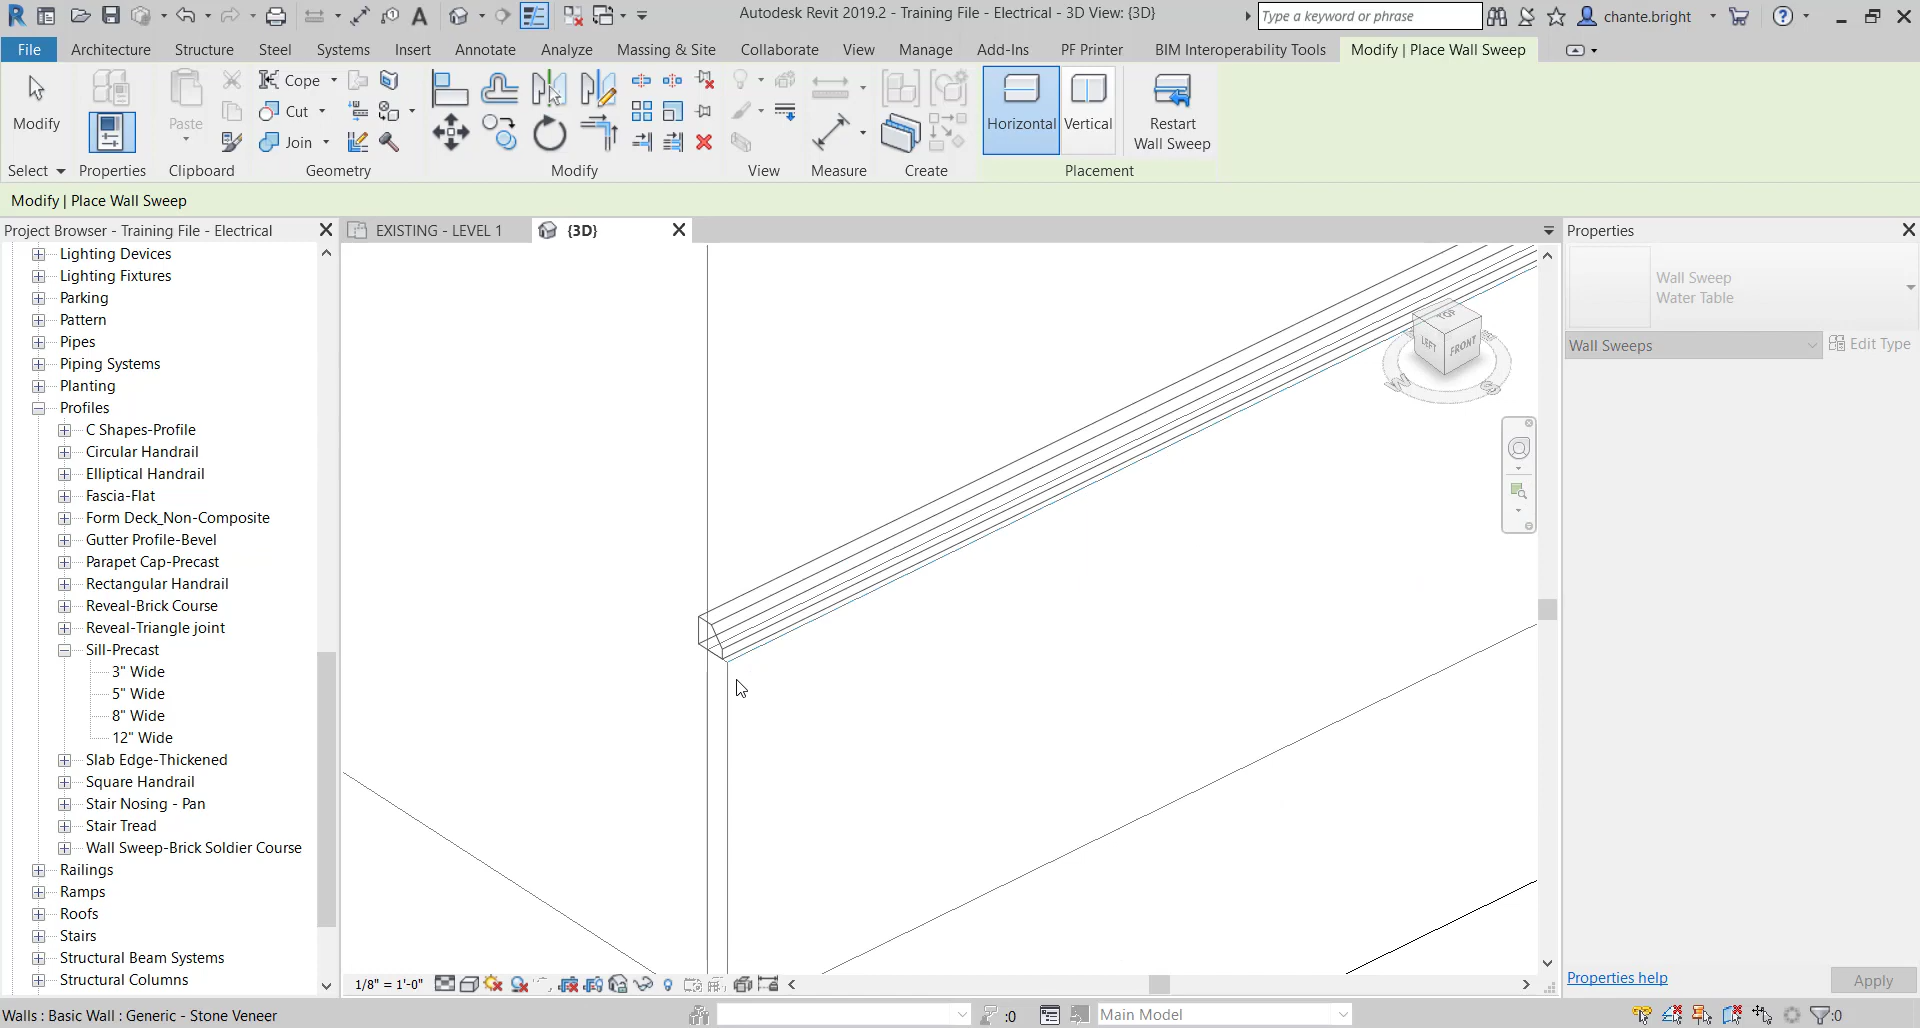 Autodesk Revit 2019.2 - Training File - Electrical - 3D View: {3D}
Type a keyword or phrase
chante.bright
File
Architecture
Structure
Steel
Systems
Insert
Annotate
Analyze
Massing & Site
Collaborate
View
Manage
Add-Ins
PF Printer
BIM Interoperability Tools
Modify | Place Wall Sweep
Modify
Paste
Cope
Cut
Join
Horizontal
Vertical
Restart
Wall Sweep
Select
Properties
Clipboard
Geometry
Modify
View
Measure
Create
Placement
Modify | Place Wall Sweep
Project Browser - Training File - Electrical
EXISTING - LEVEL 1
{3D}
Properties
Lighting Devices
Lighting Fixtures
Parking
Pattern
Pipes
Piping Systems
Planting
Profiles
C Shapes-Profile
Circular Handrail
Elliptical Handrail
Fascia-Flat
Form Deck_Non-Composite
Gutter Profile-Bevel
Parapet Cap-Precast
Rectangular Handrail
Reveal-Brick Course
Reveal-Triangle joint
Sill-Precast
3" Wide
5" Wide
8" Wide
12" Wide
Slab Edge-Thickened
Square Handrail
Stair Nosing - Pan
Stair Tread
Wall Sweep-Brick Soldier Course
Railings
Ramps
Roofs
Stairs
Structural Beam Systems
Structural Columns
TOP
LEFT
FRONT
W
S
Wall Sweep
Water Table
Wall Sweeps
Edit Type
Properties help
Apply
1/8" = 1'-0"
Walls : Basic Wall : Generic - Stone Veneer
:0
Main Model
:0